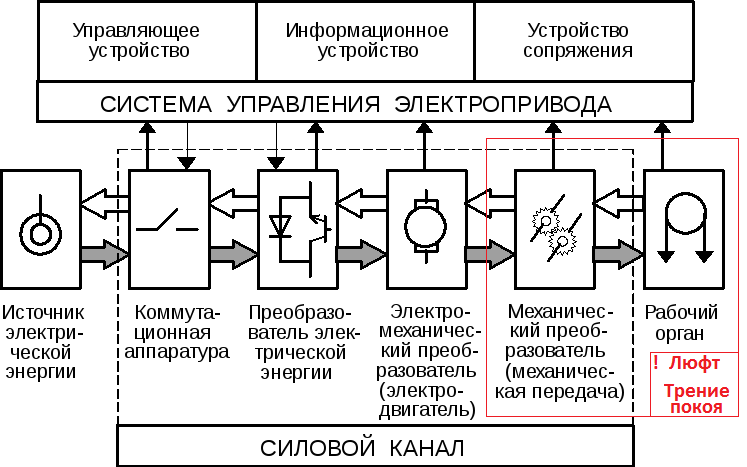 Управляющее
устройство
Информационное
устройство
Устройство
сопряжения
СИСТЕМА УПРАВЛЕНИЯ ЭЛЕКТРОПРИВОДА
Источник
электри-
ческой
энергии
Коммута-
ционная
аппаратура
Преобразо-
ватель элек-
трической
энергии
Электро-
механичес-
кий преоб-
разователь
(электро-
двигатель)
Механичес-
кий преоб-
разователь
(механичес-
кая передача)
Рабочий
орган
! Люфт
Трение
покоя
СИЛОВОЙ КАНАЛ